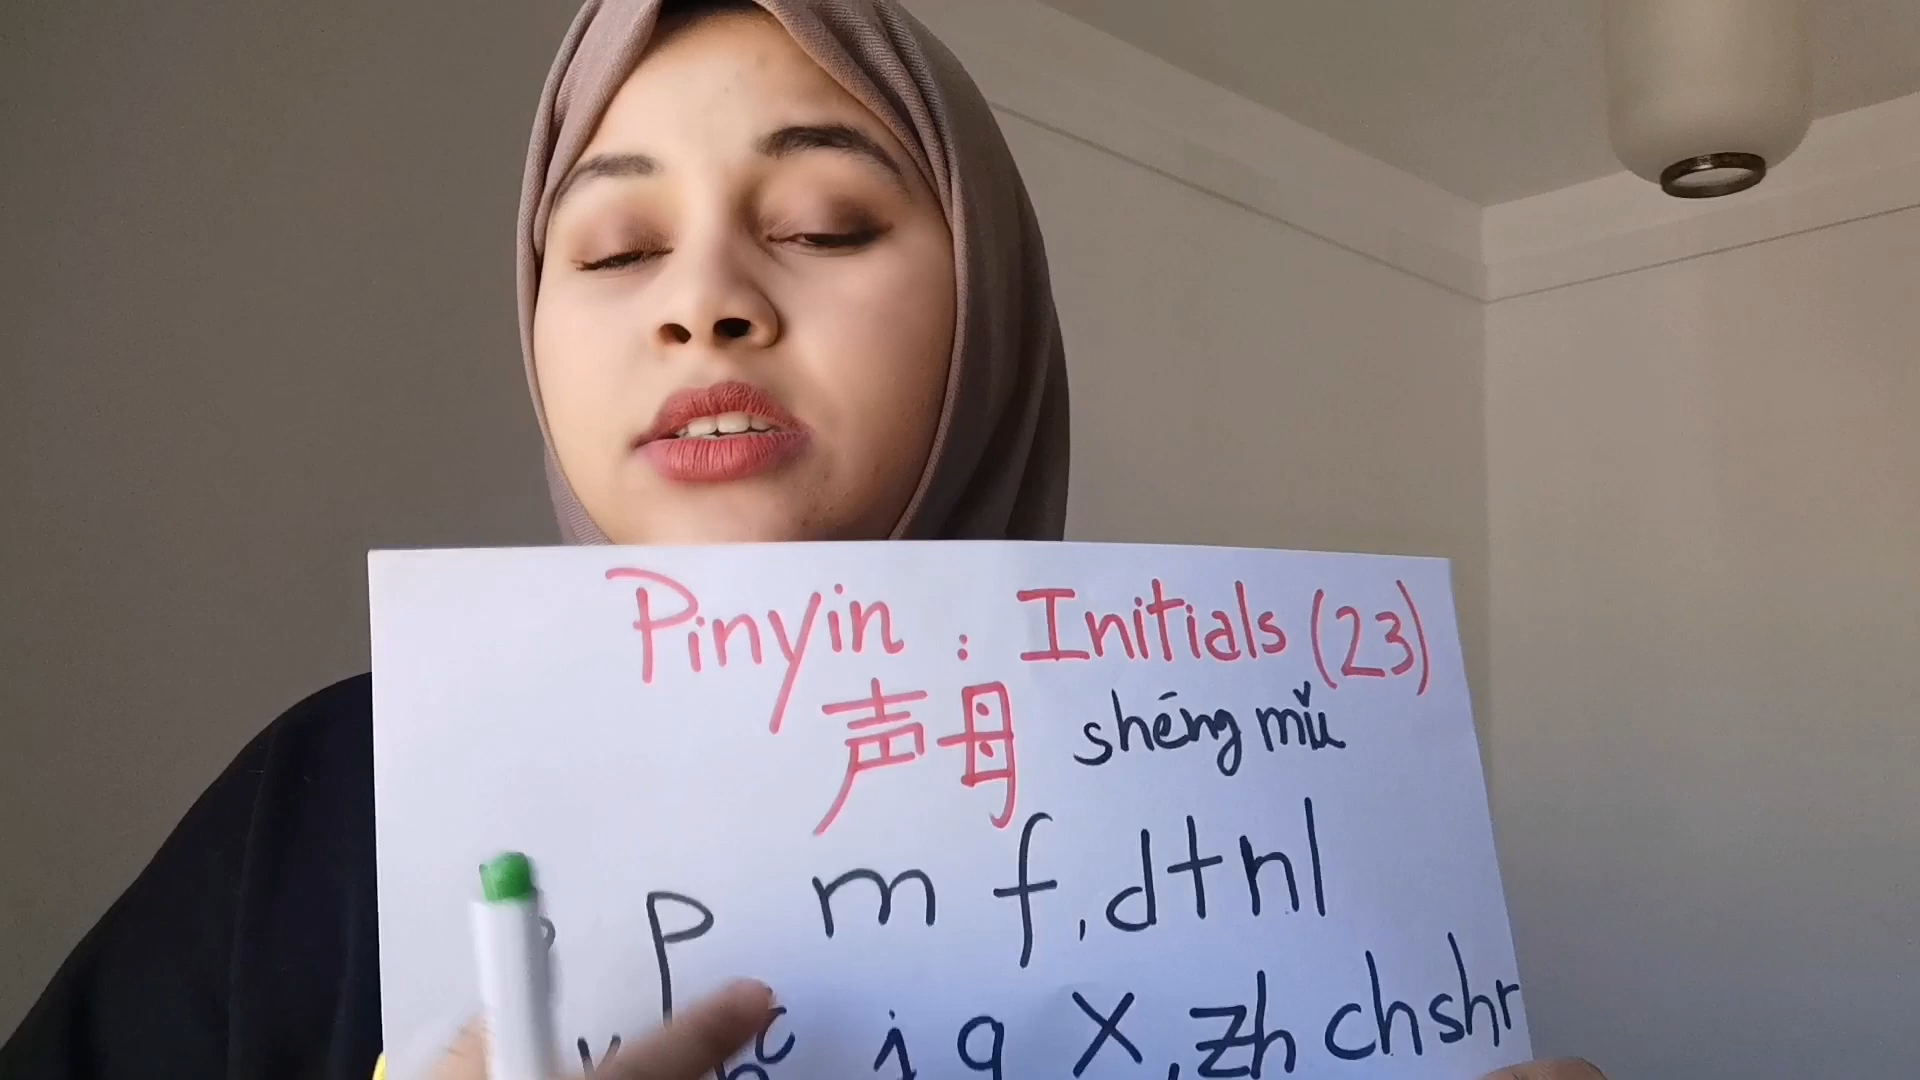 Pinyin : Initials (23)
声母 shēng mǔ
p m f, d t n l
j q x, zh ch sh r